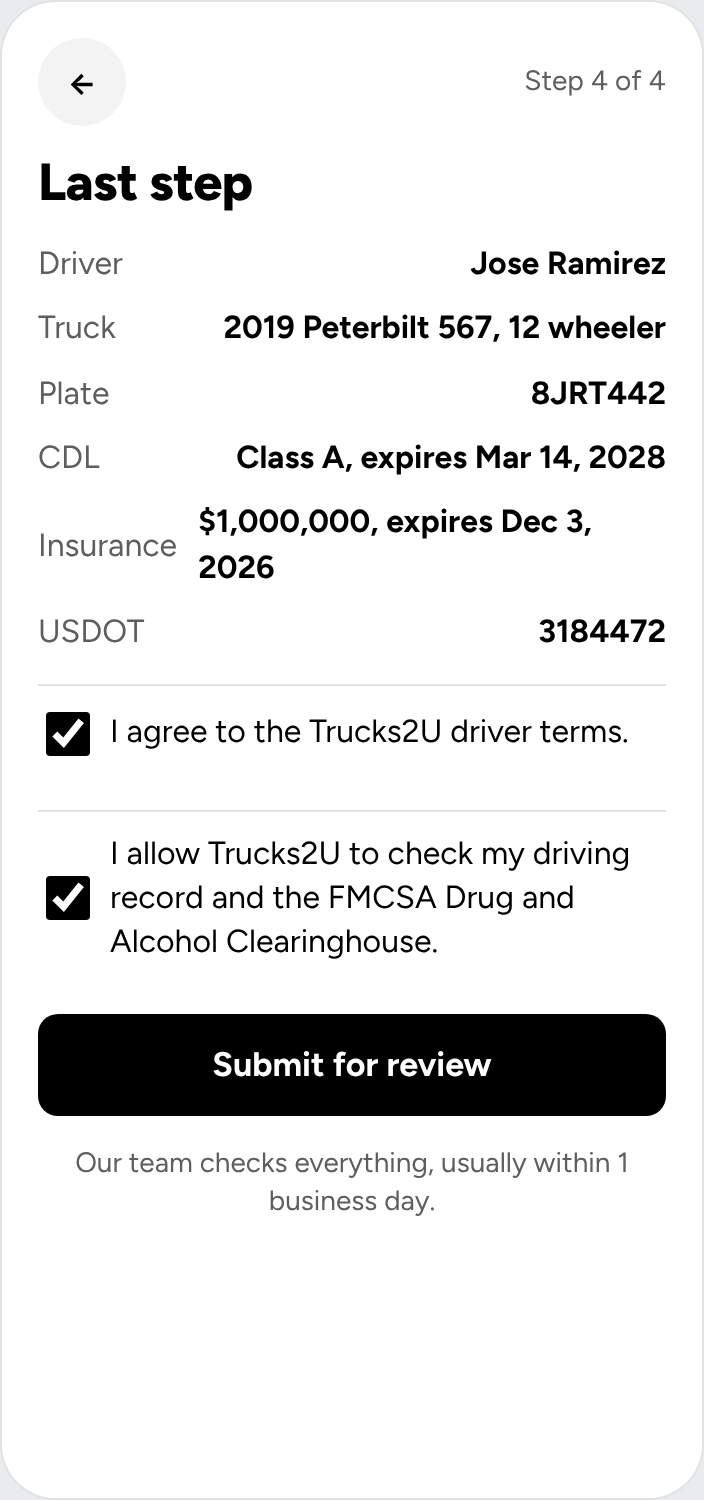 Step 4 of 4
Last step
Driver Jose Ramirez
Truck 2019 Peterbilt 567, 12 wheeler
Plate 8JRT442
CDL Class A, expires Mar 14, 2028
Insurance $1,000,000, expires Dec 3,
2026
USDOT 3184472
I agree to the Trucks2U driver terms.
I allow Trucks2U to check my driving
record and the FMCSA Drug and
Alcohol Clearinghouse.
Submit for review
Our team checks everything, usually within 1
business day.